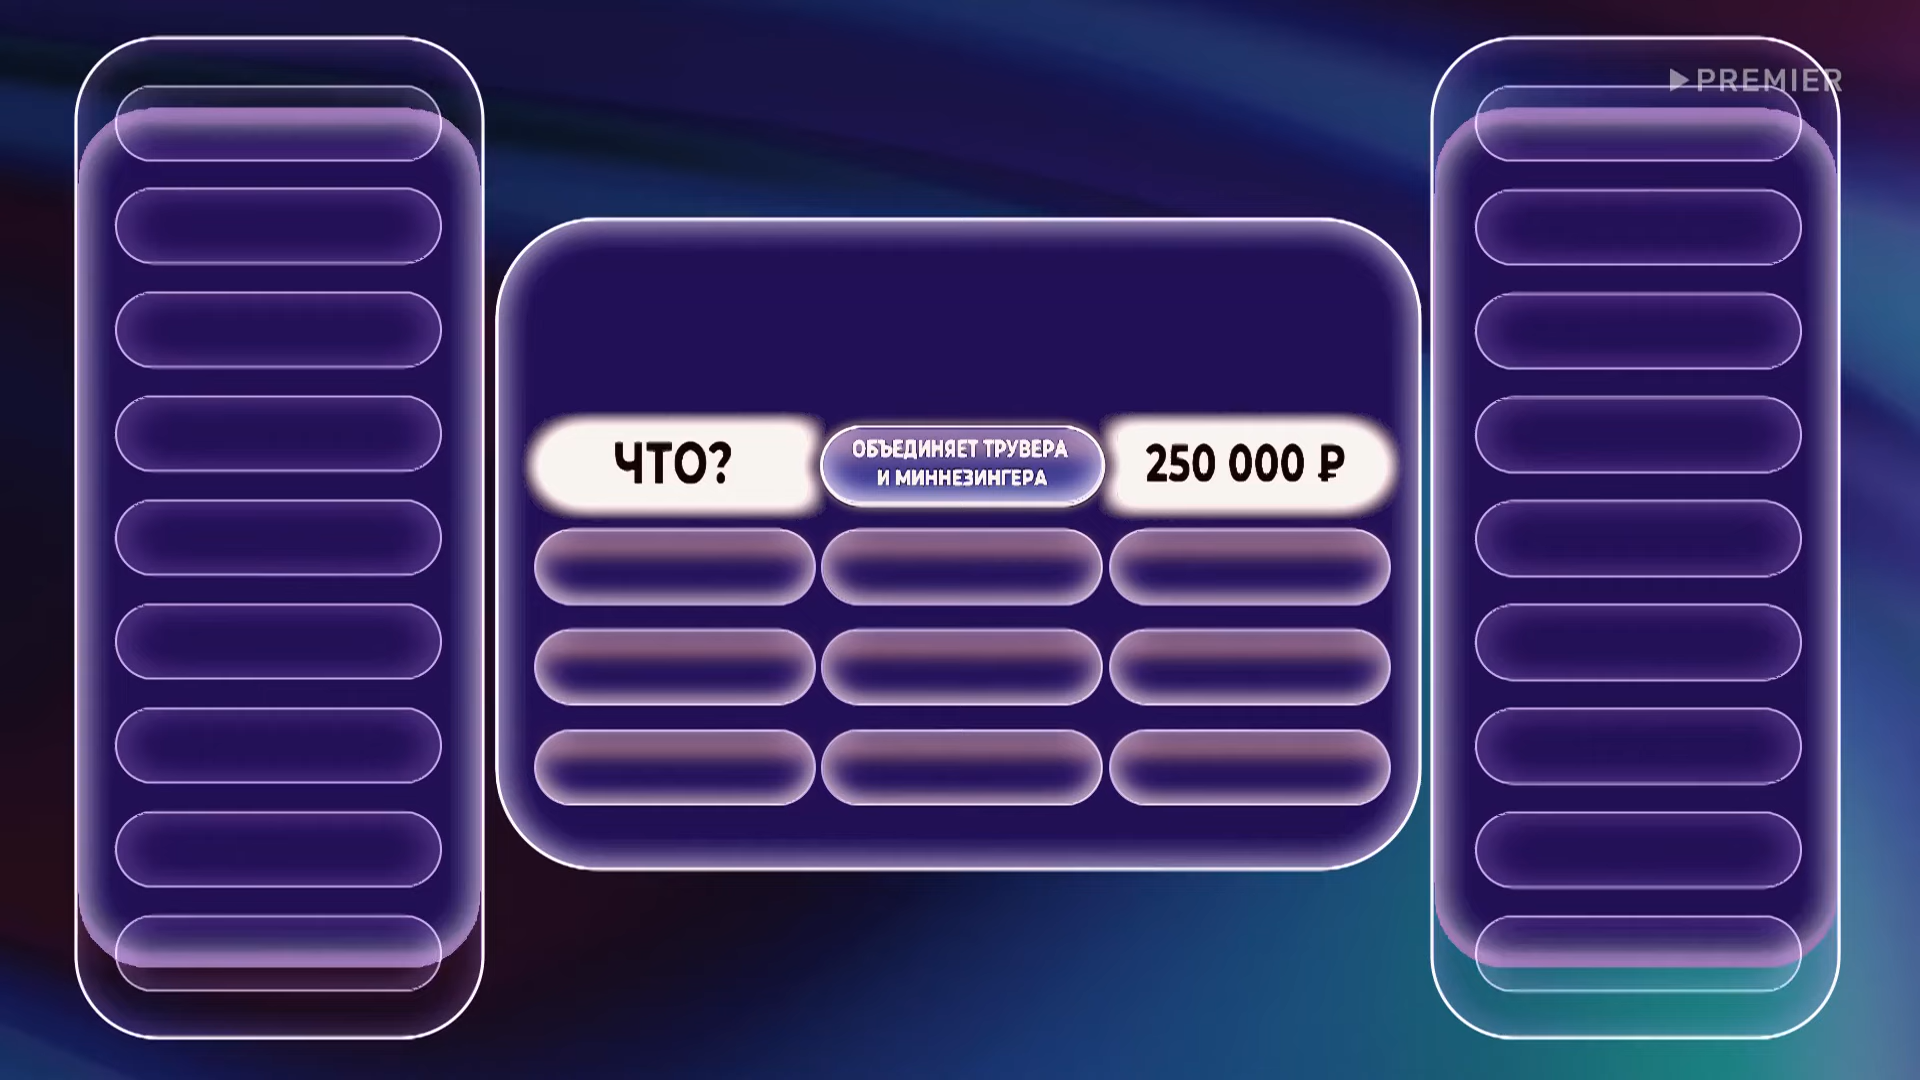 PREMIER
ЧТО?
ОБЪЕДИНЯЕТ ТРУВЕРА
И МИННЕЗИНГЕРА
250 000 ₽